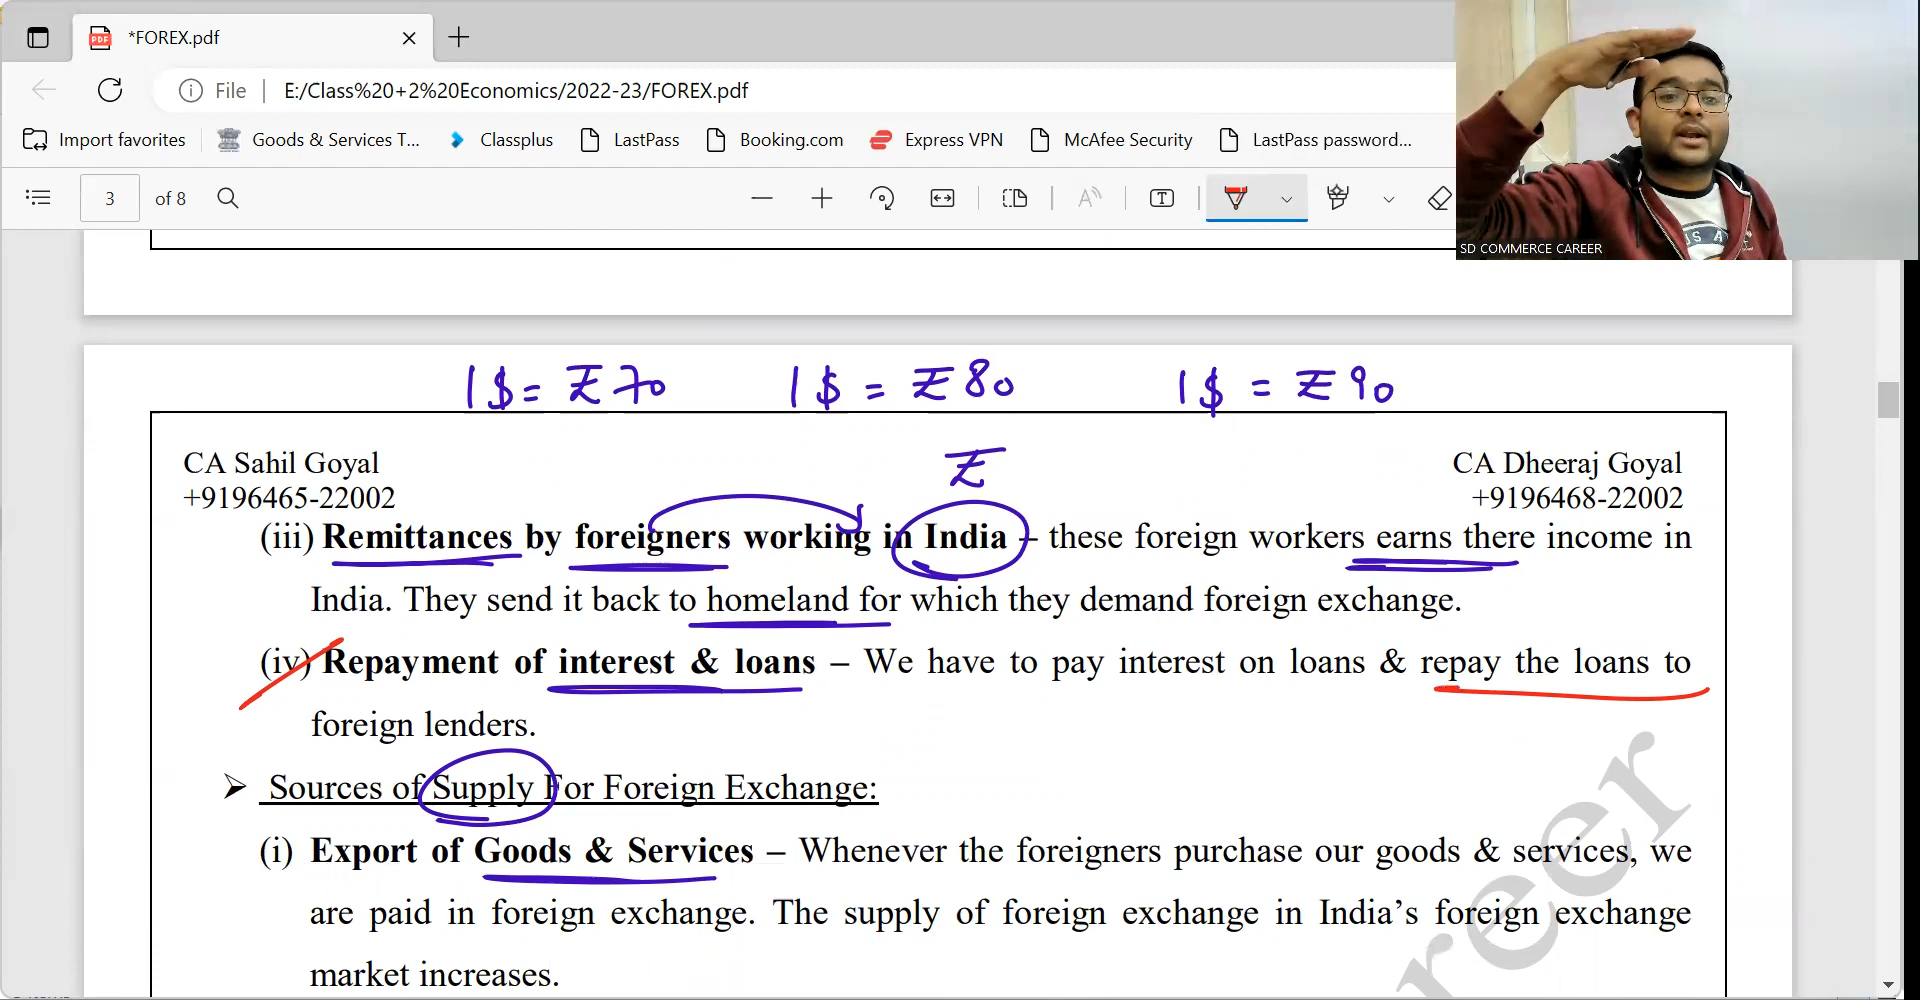 *FOREX.pdf
File | E:/Class%20+2%20Economics/2022-23/FOREX.pdf
Import favorites Goods & Services T... Classplus LastPass Booking.com Express VPN McAfee Security LastPass password...
3 of 8
SD COMMERCE CAREER
1$ = ₹70 1$ = ₹80 1$ = ₹90
CA Sahil Goyal ₹ CA Dheeraj Goyal
+9196465-22002 +9196468-22002
(iii) Remittances by foreigners working in India – these foreign workers earns there income in
India. They send it back to homeland for which they demand foreign exchange.
(iv) Repayment of interest & loans – We have to pay interest on loans & repay the loans to
foreign lenders.
➢ Sources of Supply For Foreign Exchange:
(i) Export of Goods & Services – Whenever the foreigners purchase our goods & services, we
are paid in foreign exchange. The supply of foreign exchange in India’s foreign exchange
market increases.
reer